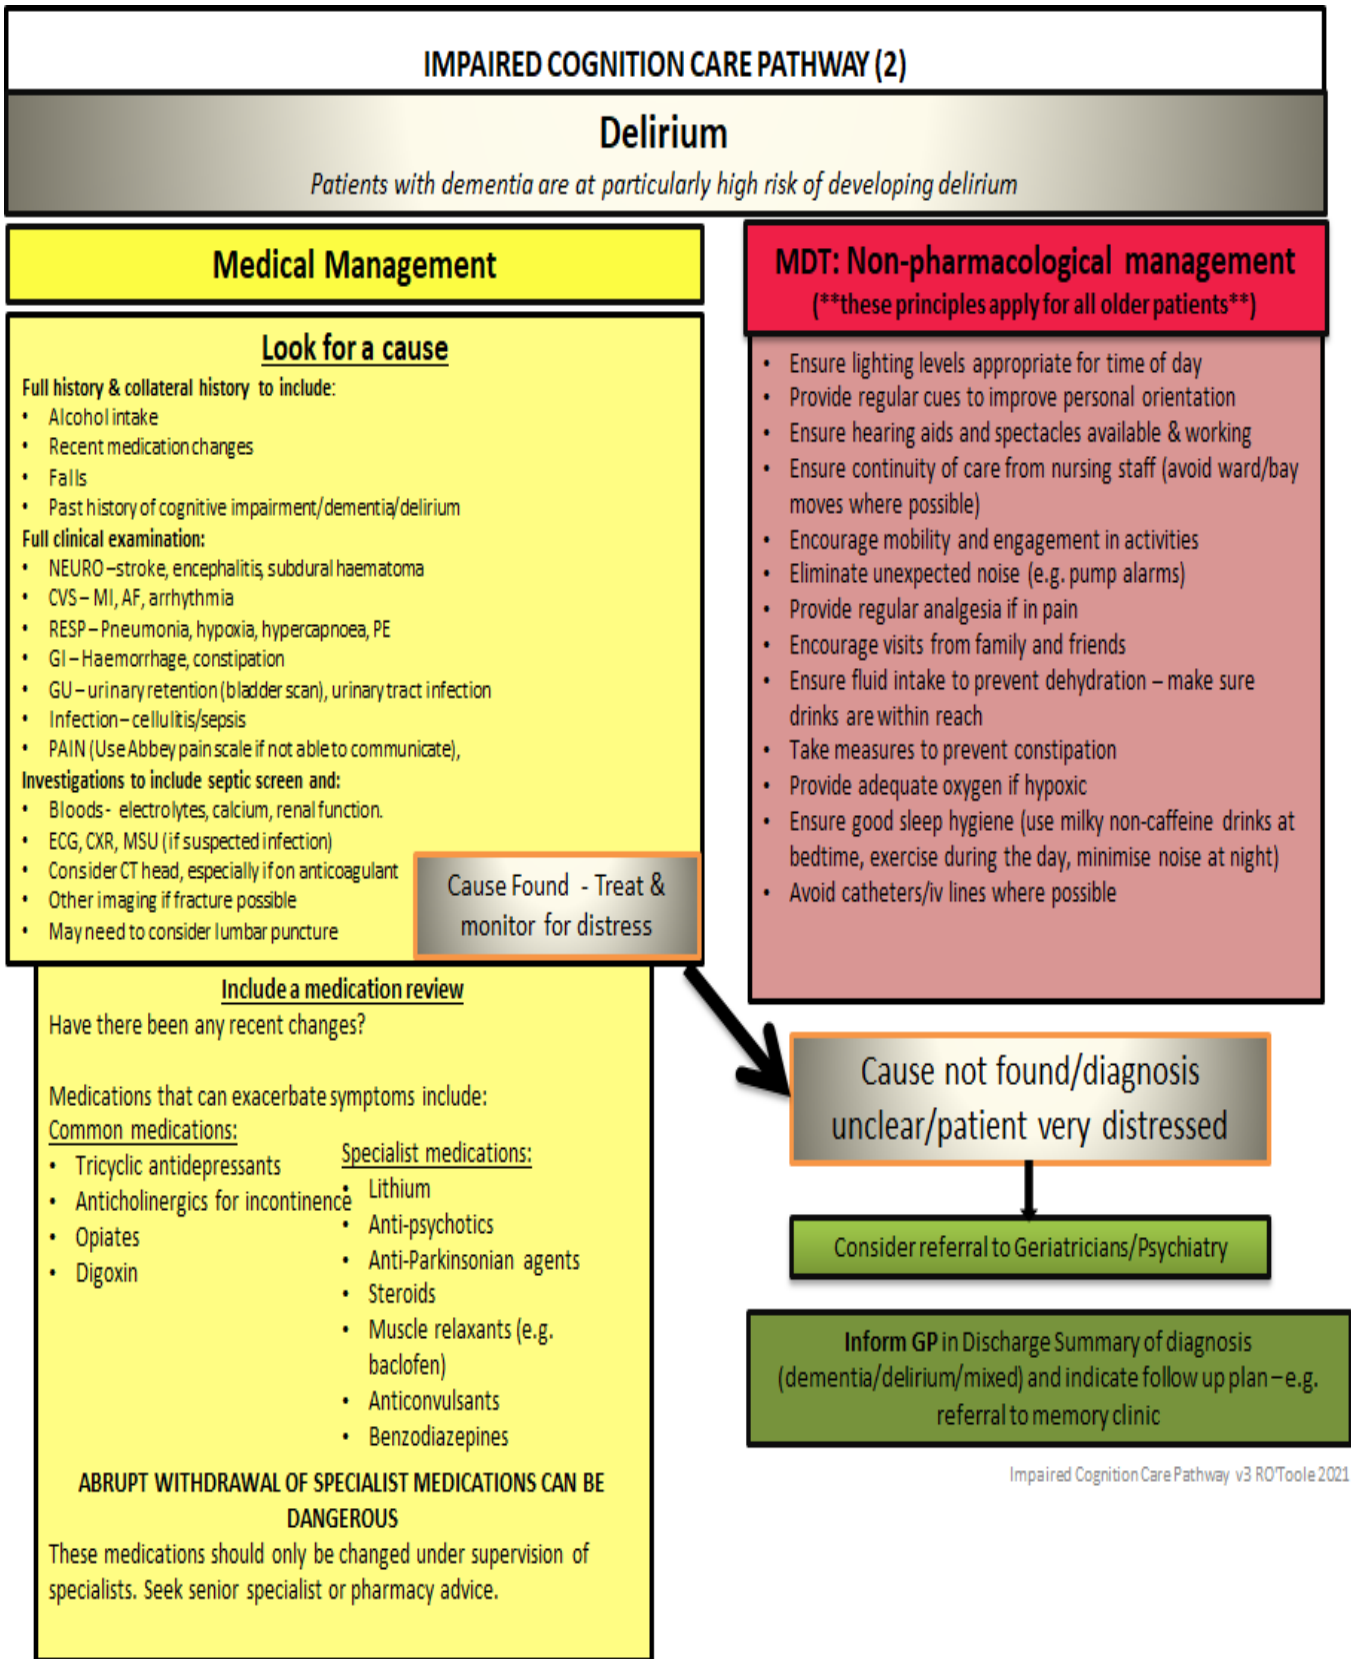 IMPAIRED COGNITION CARE PATHWAY (2)
Delirium
Patients with dementia are at particularly high risk of developing delirium
Medical Management
Look for a cause
Full history & collateral history to include:
• Alcohol intake
• Recent medication changes
• Falls
• Past history of cognitive impairment/dementia/delirium
Full clinical examination:
• NEURO –stroke, encephalitis, subdural haematoma
• CVS – MI, AF, arrhythmia
• RESP – Pneumonia, hypoxia, hypercapnoea, PE
• GI – Haemorrhage, constipation
• GU – urinary retention (bladder scan), urinary tract infection
• Infection – cellulitis/sepsis
• PAIN (Use Abbey pain scale if not able to communicate),
Investigations to include septic screen and:
• Bloods - electrolytes, calcium, renal function.
• ECG, CXR, MSU (if suspected infection)
• Consider CT head, especially if on anticoagulant
• Other imaging if fracture possible
• May need to consider lumbar puncture
Cause Found - Treat &
monitor for distress
Include a medication review
Have there been any recent changes?
Medications that can exacerbate symptoms include:
Common medications:
• Tricyclic antidepressants
• Anticholinergics for incontinence
• Opiates
• Digoxin
Specialist medications:
• Lithium
• Anti-psychotics
• Anti-Parkinsonian agents
• Steroids
• Muscle relaxants (e.g.
baclofen)
• Anticonvulsants
• Benzodiazepines
ABRUPT WITHDRAWAL OF SPECIALIST MEDICATIONS CAN BE
DANGEROUS
These medications should only be changed under supervision of
specialists. Seek senior specialist or pharmacy advice.
MDT: Non-pharmacological management
(**these principles apply for all older patients**)
• Ensure lighting levels appropriate for time of day
• Provide regular cues to improve personal orientation
• Ensure hearing aids and spectacles available & working
• Ensure continuity of care from nursing staff (avoid ward/bay
moves where possible)
• Encourage mobility and engagement in activities
• Eliminate unexpected noise (e.g. pump alarms)
• Provide regular analgesia if in pain
• Encourage visits from family and friends
• Ensure fluid intake to prevent dehydration – make sure
drinks are within reach
• Take measures to prevent constipation
• Provide adequate oxygen if hypoxic
• Ensure good sleep hygiene (use milky non-caffeine drinks at
bedtime, exercise during the day, minimise noise at night)
• Avoid catheters/iv lines where possible
Cause not found/diagnosis
unclear/patient very distressed
Consider referral to Geriatricians/Psychiatry
Inform GP in Discharge Summary of diagnosis
(dementia/delirium/mixed) and indicate follow up plan – e.g.
referral to memory clinic
Impaired Cognition Care Pathway v3 RO'Toole 2021